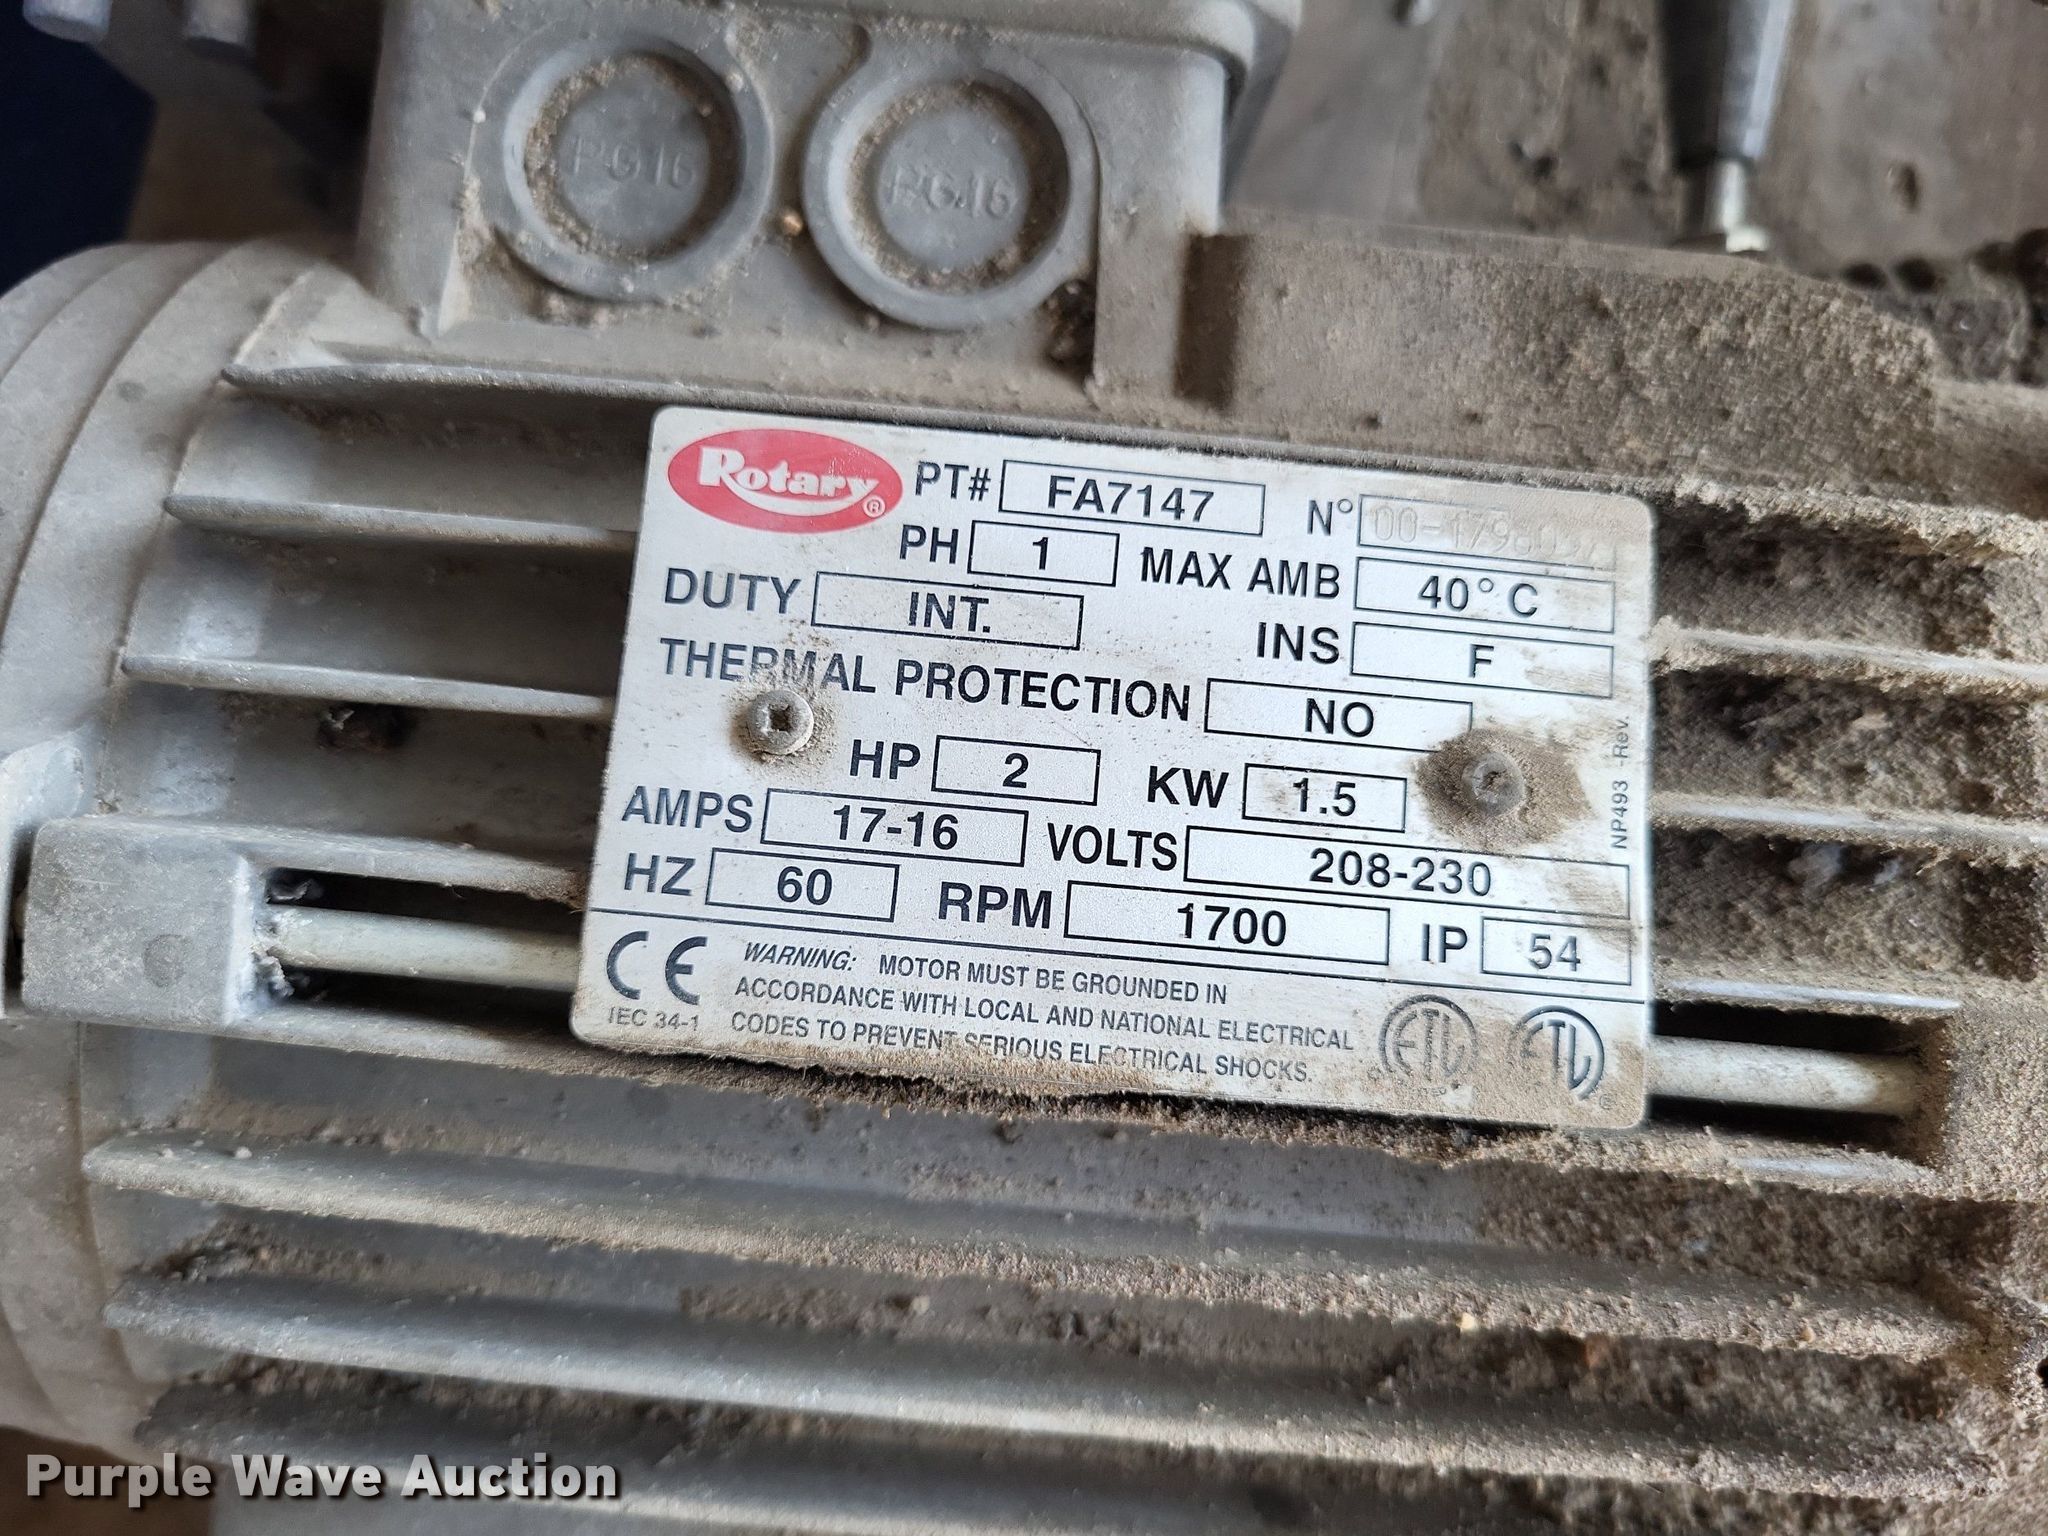 PG16 PG16
Rotary® PT# FA7147 N°
PH 1 MAX AMB 40° C
DUTY INT. INS F
THERMAL PROTECTION NO
HP 2 KW 1.5
AMPS 17-16 VOLTS 208-230
HZ 60 RPM 1700 IP 54
NP493 -Rev.
CE WARNING: MOTOR MUST BE GROUNDED IN
ACCORDANCE WITH LOCAL AND NATIONAL ELECTRICAL
IEC 34-1 CODES TO PREVENT SERIOUS ELECTRICAL SHOCKS.
ETL ETL
Purple Wave Auction